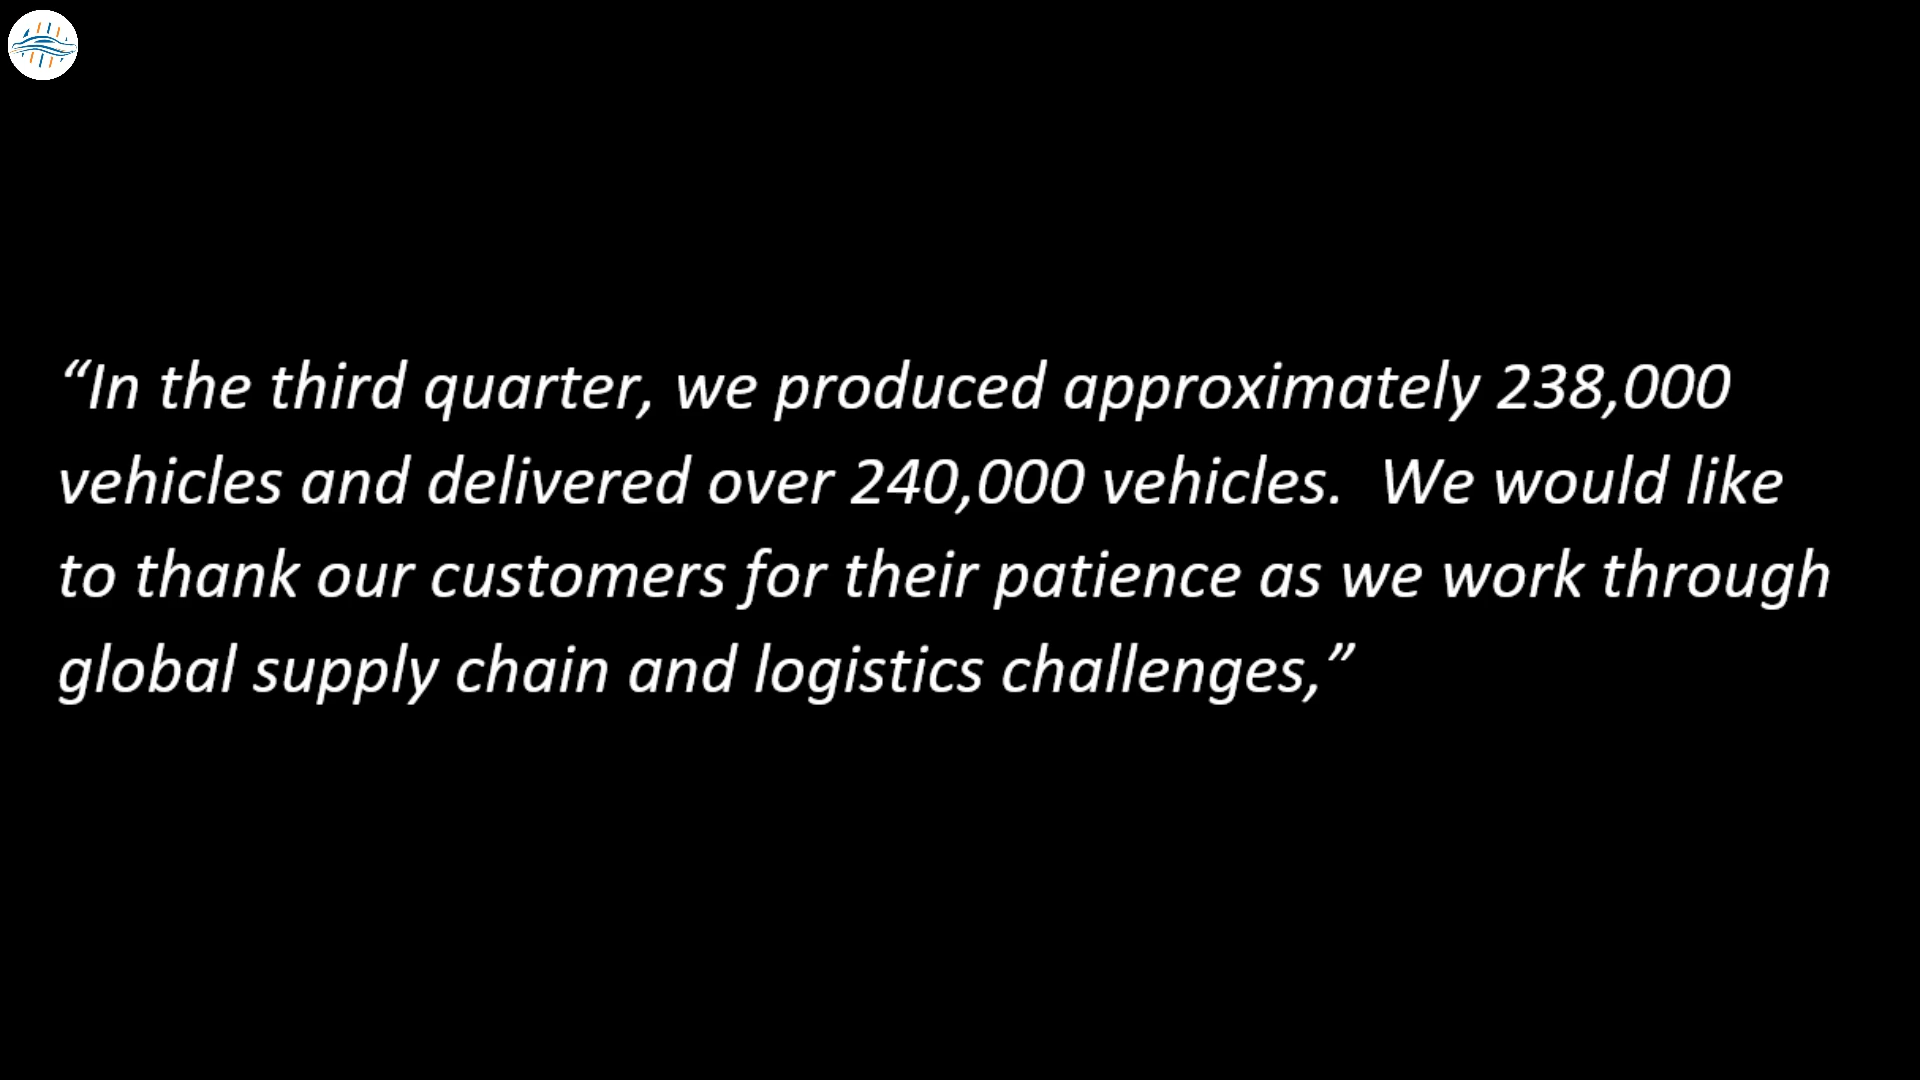 “In the third quarter, we produced approximately 238,000
vehicles and delivered over 240,000 vehicles.  We would like
to thank our customers for their patience as we work through
global supply chain and logistics challenges,”